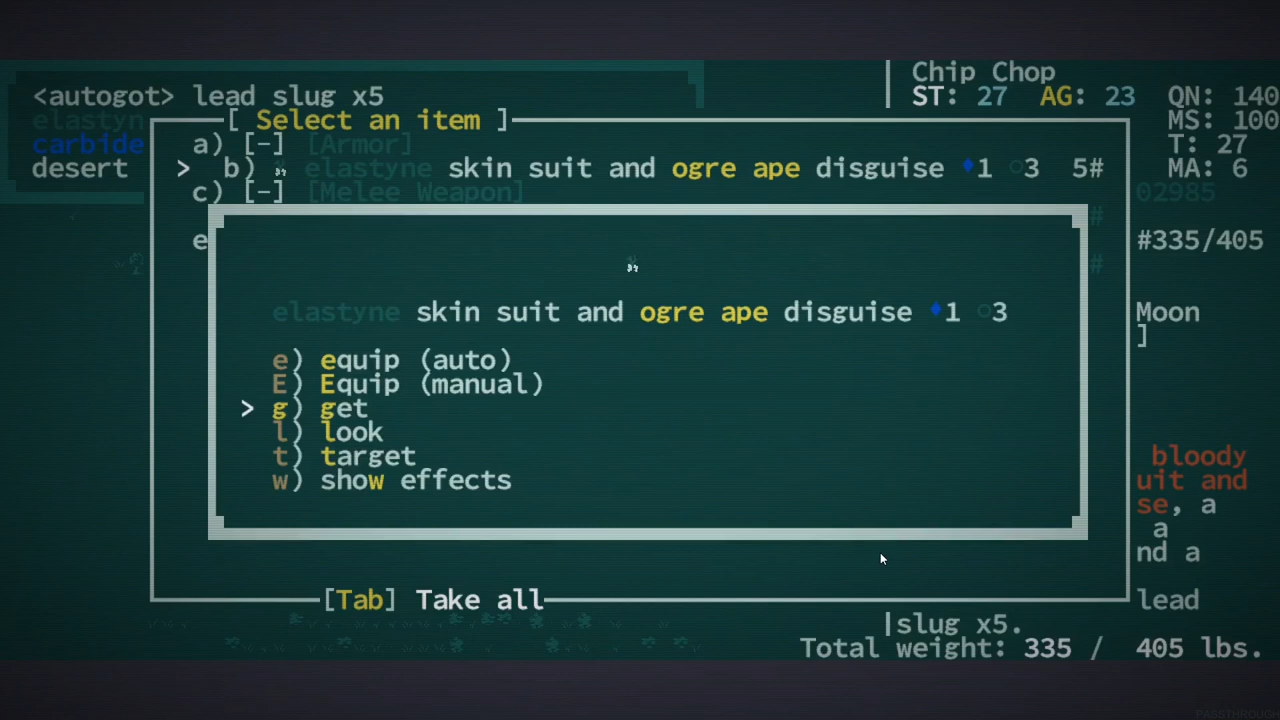 Chip Chop
<autogot> lead slug x5
ST: 27 AG: 23 QN: 140
elastyn
[ Select an item ]
MS: 100
carbide
a) [-] [Armor]
T: 27
desert
> b) elastyne skin suit and ogre ape disguise ♦1 ○3 5#
MA: 6
c) [-] [Melee Weapon]
02985
#
e
#335/405
#
elastyne skin suit and ogre ape disguise ♦1 ○3
Moon
]
e) equip (auto)
E) Equip (manual)
> g) get
l) look
t) target
w) show effects
bloody
uit and
se, a
a
nd a
[Tab] Take all
lead
|slug x5.
Total weight: 335 / 405 lbs.
PASSTHROUGH